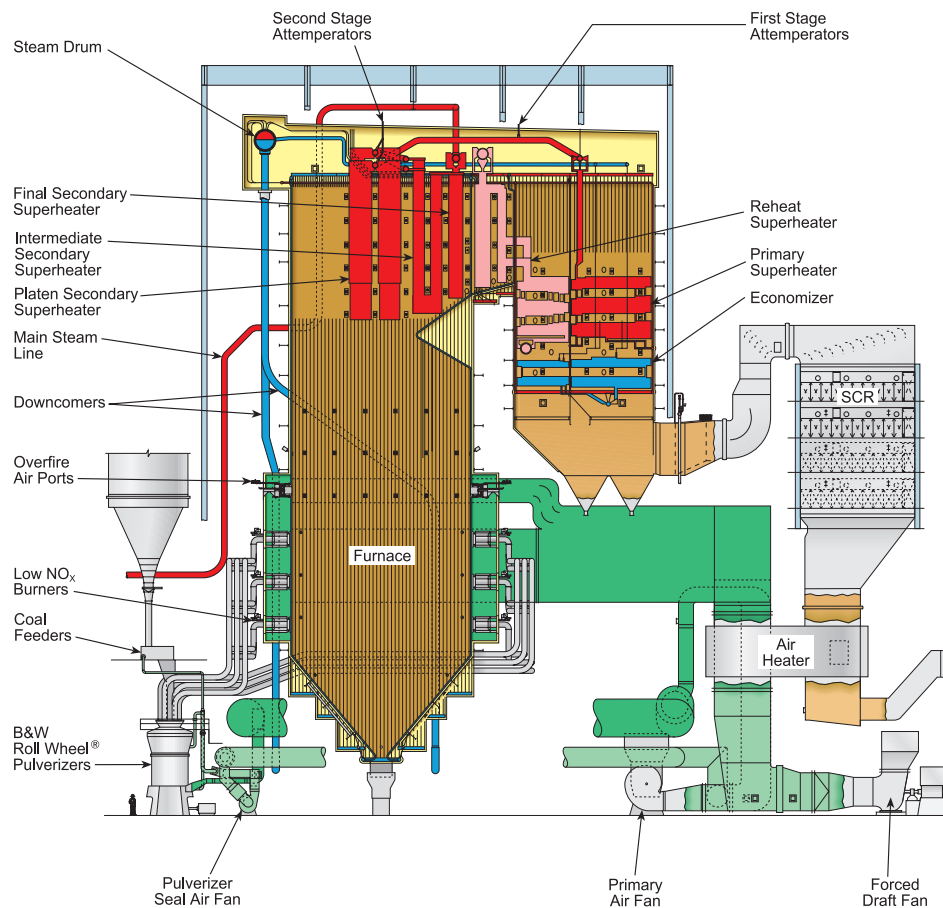 Second Stage
Attemperators
First Stage
Attemperators
Steam Drum
Final Secondary
Superheater
Intermediate
Secondary
Superheater
Platen Secondary
Superheater
Main Steam
Line
Downcomers
Overfire
Air Ports
Low NOx
Burners
Coal
Feeders
B&W
Roll Wheel®
Pulverizers
Reheat
Superheater
Primary
Superheater
Economizer
SCR
Furnace
Air
Heater
Pulverizer
Seal Air Fan
Primary
Air Fan
Forced
Draft Fan